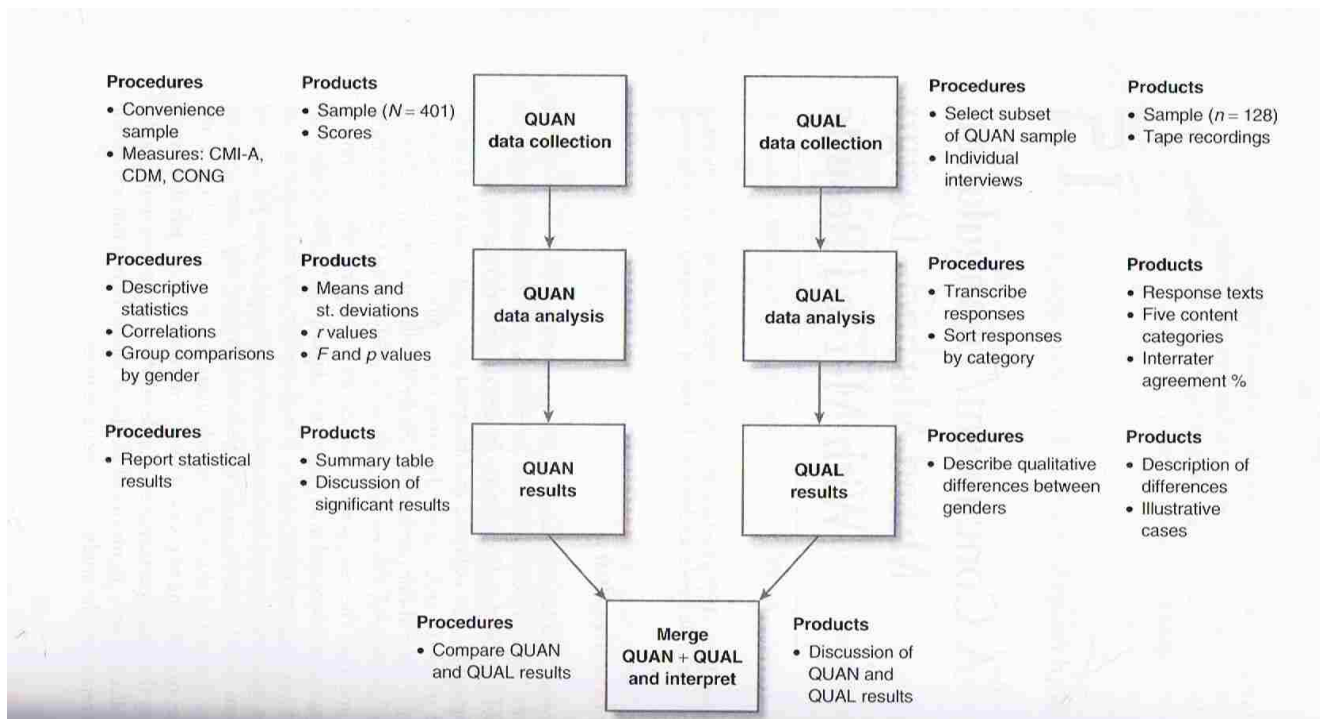 Procedures
• Convenience
sample
• Measures: CMI-A,
CDM, CONG
Products
• Sample (N = 401)
• Scores
QUAN
data collection
QUAL
data collection
Procedures
• Select subset
of QUAN sample
• Individual
interviews
Products
• Sample (n = 128)
• Tape recordings
Procedures
• Descriptive
statistics
• Correlations
• Group comparisons
by gender
Products
• Means and
st. deviations
• r values
• F and p values
QUAN
data analysis
QUAL
data analysis
Procedures
• Transcribe
responses
• Sort responses
by category
Products
• Response texts
• Five content
categories
• Interrater
agreement %
Procedures
• Report statistical
results
Products
• Summary table
• Discussion of
significant results
QUAN
results
QUAL
results
Procedures
• Describe qualitative
differences between
genders
Products
• Description of
differences
• Illustrative
cases
Procedures
• Compare QUAN
and QUAL results
Merge
QUAN + QUAL
and interpret
Products
• Discussion of
QUAN and
QUAL results